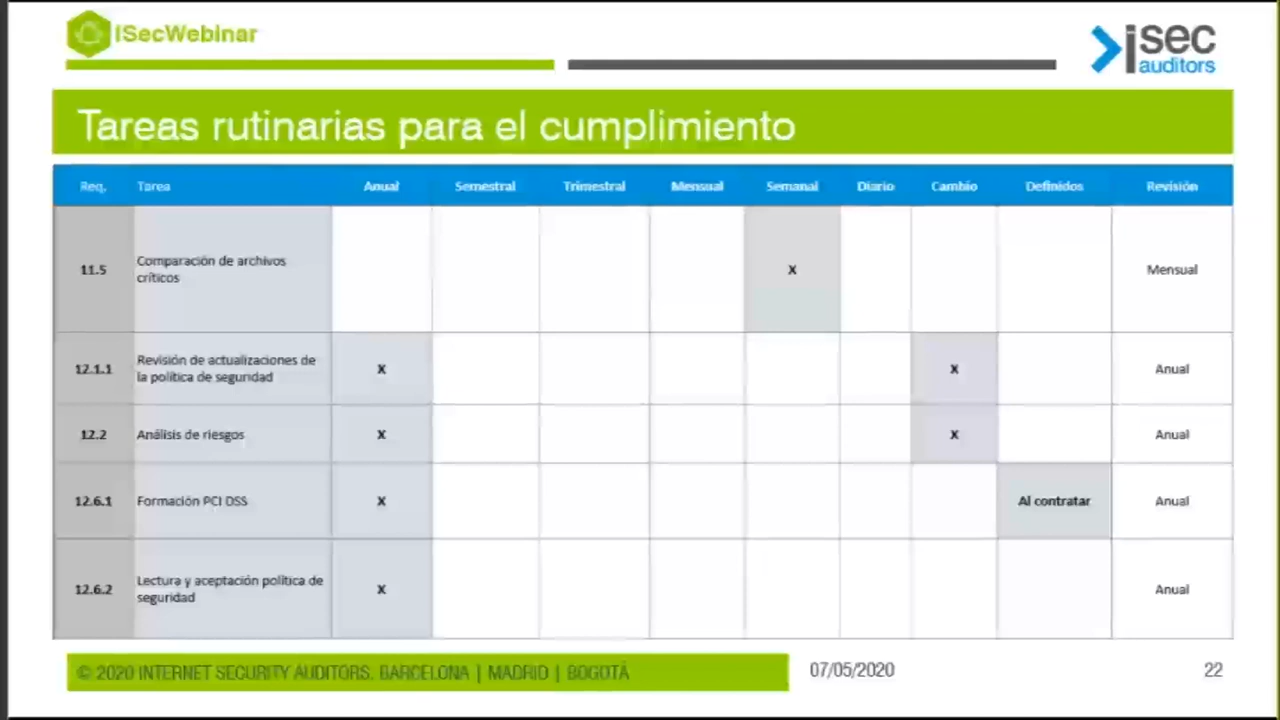 ISecWebinar
isec
auditors
Tareas rutinarias para el cumplimiento
Req. Tarea Anual Semestral Trimestral Mensual Semanal Diario Cambio Definidos Revisión
11.5 Comparación de archivos
críticos X Mensual
12.1.1 Revisión de actualizaciones de
la política de seguridad X X Anual
12.2 Análisis de riesgos X X Anual
12.6.1 Formación PCI DSS X Al contratar Anual
12.6.2 Lectura y aceptación política de
seguridad X Anual
© 2020 INTERNET SECURITY AUDITORS. BARCELONA | MADRID | BOGOTÁ 07/05/2020 22